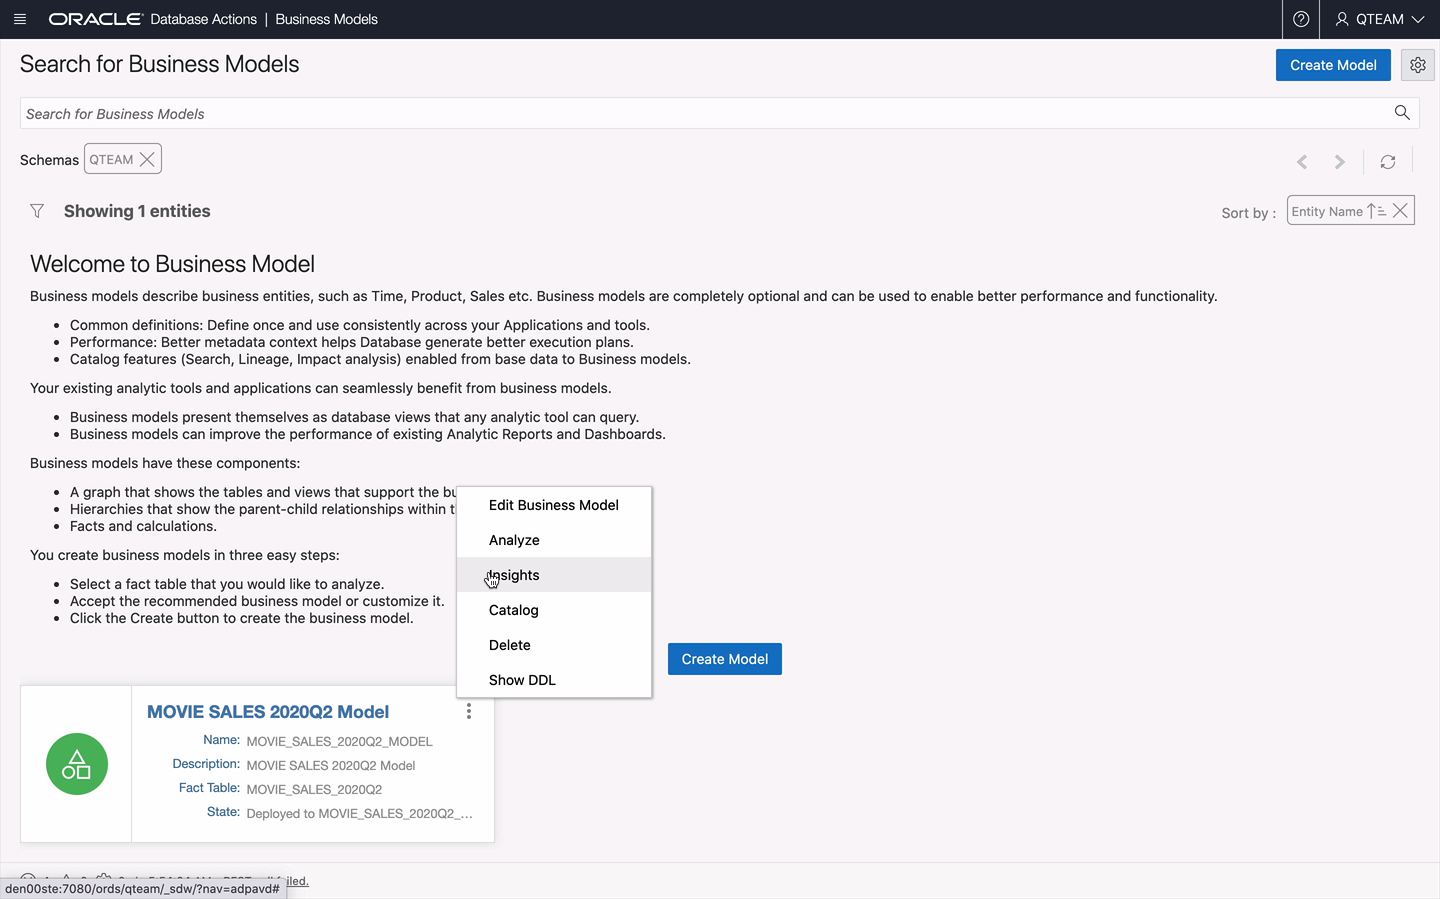 ORACLE Database Actions | Business Models
QTEAM
Search for Business Models
Create Model
Search for Business Models
Schemas QTEAM
Showing 1 entities
Sort by : Entity Name
Welcome to Business Model
Business models describe business entities, such as Time, Product, Sales etc. Business models are completely optional and can be used to enable better performance and functionality.
• Common definitions: Define once and use consistently across your Applications and tools.
• Performance: Better metadata context helps Database generate better execution plans.
• Catalog features (Search, Lineage, Impact analysis) enabled from base data to Business models.
Your existing analytic tools and applications can seamlessly benefit from business models.
• Business models present themselves as database views that any analytic tool can query.
• Business models can improve the performance of existing Analytic Reports and Dashboards.
Business models have these components:
• A graph that shows the tables and views that support the bu
• Hierarchies that show the parent-child relationships within t
• Facts and calculations.
You create business models in three easy steps:
• Select a fact table that you would like to analyze.
• Accept the recommended business model or customize it.
• Click the Create button to create the business model.
Edit Business Model
Analyze
Insights
Catalog
Delete
Show DDL
Create Model
MOVIE SALES 2020Q2 Model
Name: MOVIE_SALES_2020Q2_MODEL
Description: MOVIE SALES 2020Q2 Model
Fact Table: MOVIE_SALES_2020Q2
State: Deployed to MOVIE_SALES_2020Q2_...
den00ste:7080/ords/qteam/_sdw/?nav=adpavd#